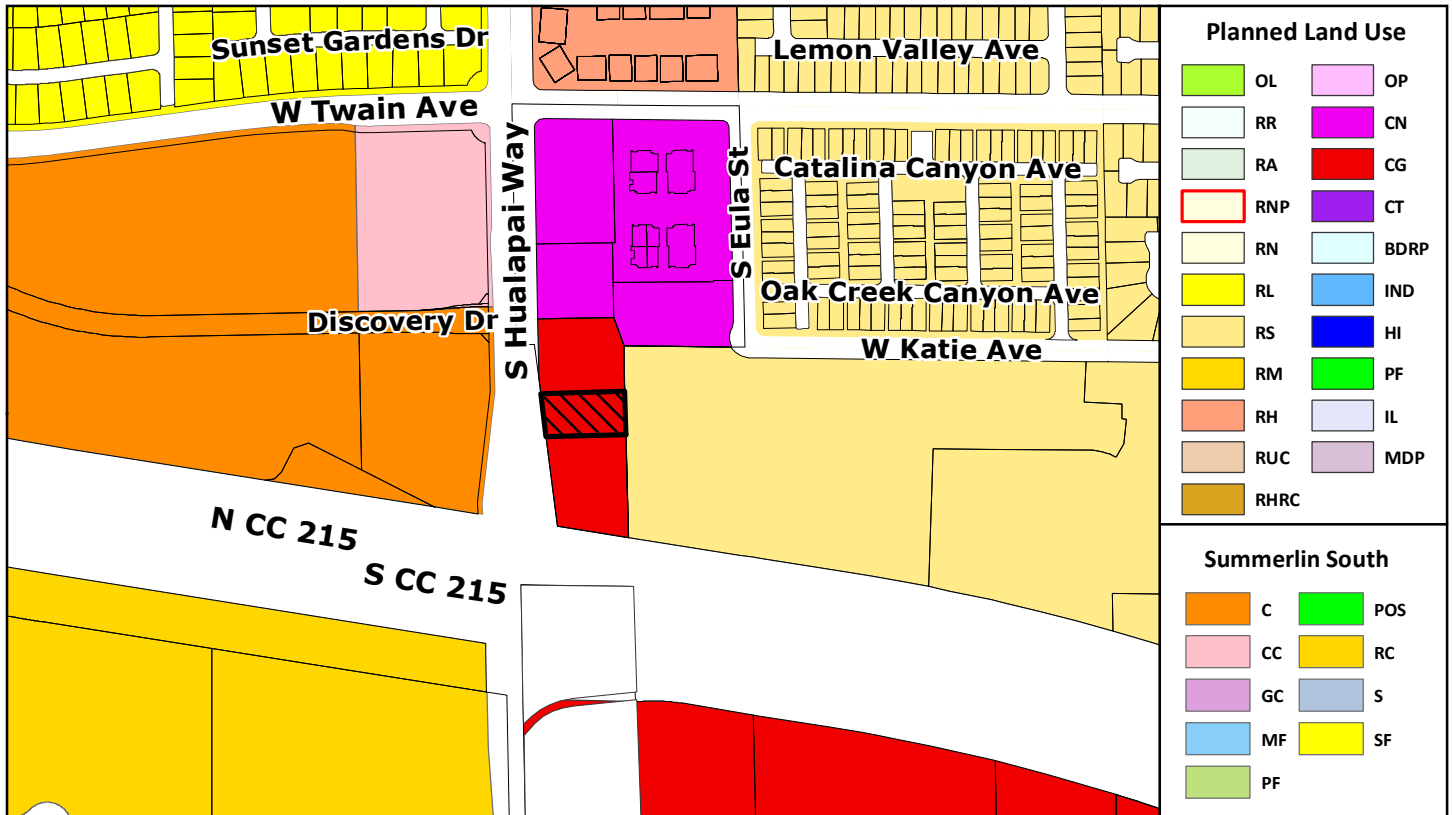 Sunset Gardens Dr
Lemon Valley Ave
W Twain Ave
S Hualapai Way
S Eula St
Catalina Canyon Ave
Oak Creek Canyon Ave
Discovery Dr
W Katie Ave
N CC 215
S CC 215
Planned Land Use
OL OP
RR CN
RA CG
RNP CT
RN BDRP
RL IND
RS HI
RM PF
RH IL
RUC MDP
RHRC
Summerlin South
C POS
CC RC
GC S
MF SF
PF